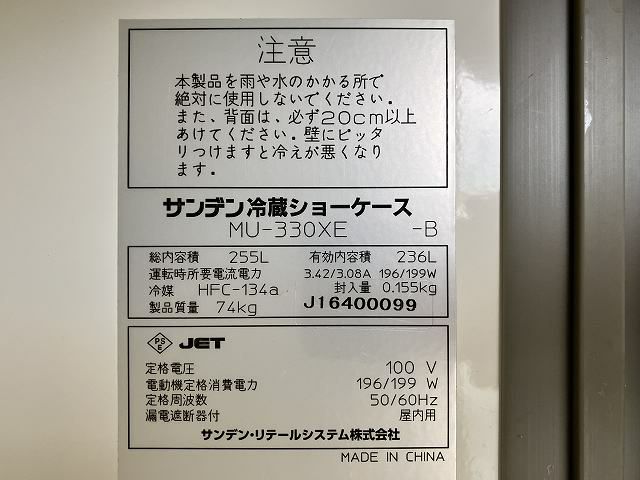 注意
本製品を雨や水のかかる所で
絶対に使用しないでください。
また、背面は、必ず20cm以上
あけてください。壁にピッタ
リつけますと冷えが悪くなり
ます。
サンデン冷蔵ショーケース
MU-330XE -B
総内容積 255L 有効内容積 236L
運転時所要電流電力 3.42/3.08A 196/199W
冷媒 HFC-134a 封入量 0.155kg
製品質量 74kg J16400099
PS E JET
定格電圧 100 V
電動機定格消費電力 196/199 W
定格周波数 50/60Hz
漏電遮断器付 屋内用
サンデン・リテールシステム株式会社
MADE IN CHINA